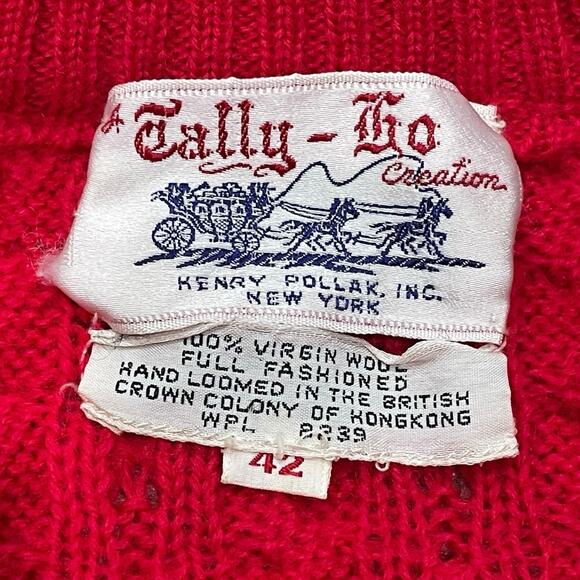 A Tally-Ho
Creation
HENRY POLLAK, INC.
NEW YORK
100% VIRGIN WOOL
FULL FASHIONED
HAND LOOMED IN THE BRITISH
CROWN COLONY OF HONGKONG
WPL 8239
42